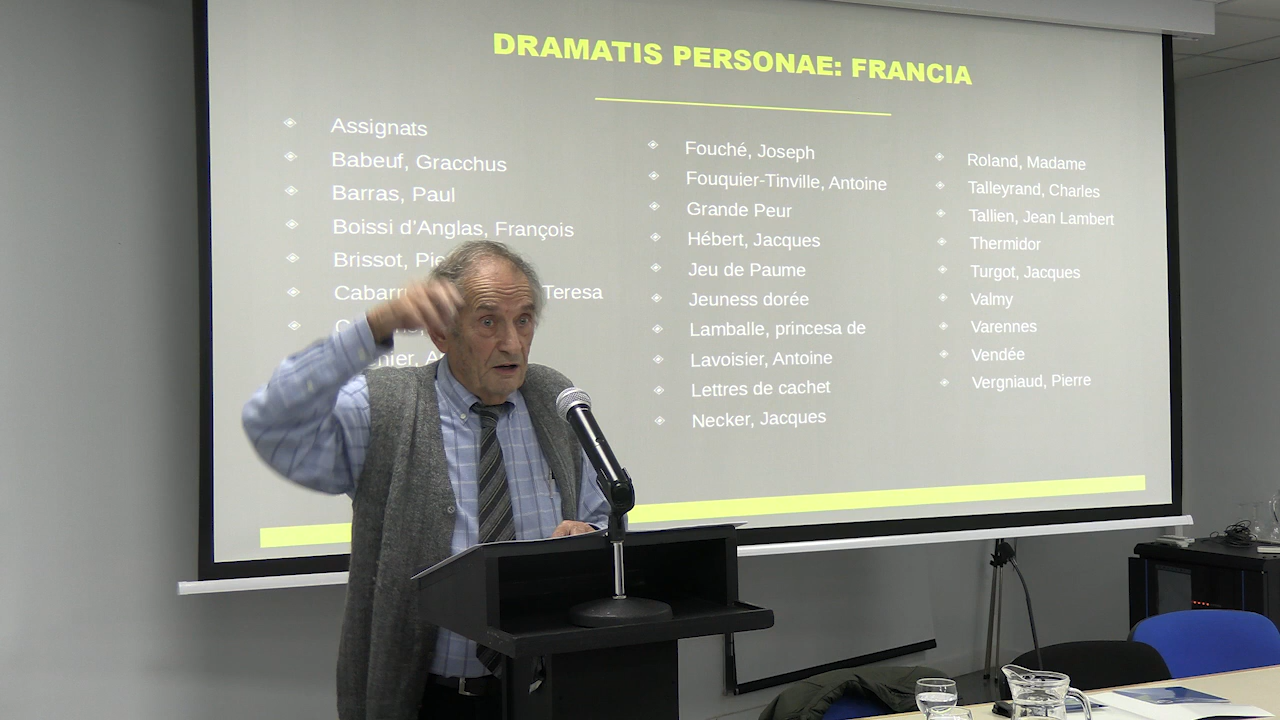 DRAMATIS PERSONAE: FRANCIA
Assignats
Babeuf, Gracchus
Barras, Paul
Boissi d'Anglas, François
Brissot,
Teresa
Fouché, Joseph
Fouquier-Tinville, Antoine
Grande Peur
Hébert, Jacques
Jeu de Paume
Jeuness dorée
Lamballe, princesa de
Lavoisier, Antoine
Lettres de cachet
Necker, Jacques
Roland, Madame
Talleyrand, Charles
Tallien, Jean Lambert
Thermidor
Turgot, Jacques
Valmy
Varennes
Vendée
Vergniaud, Pierre